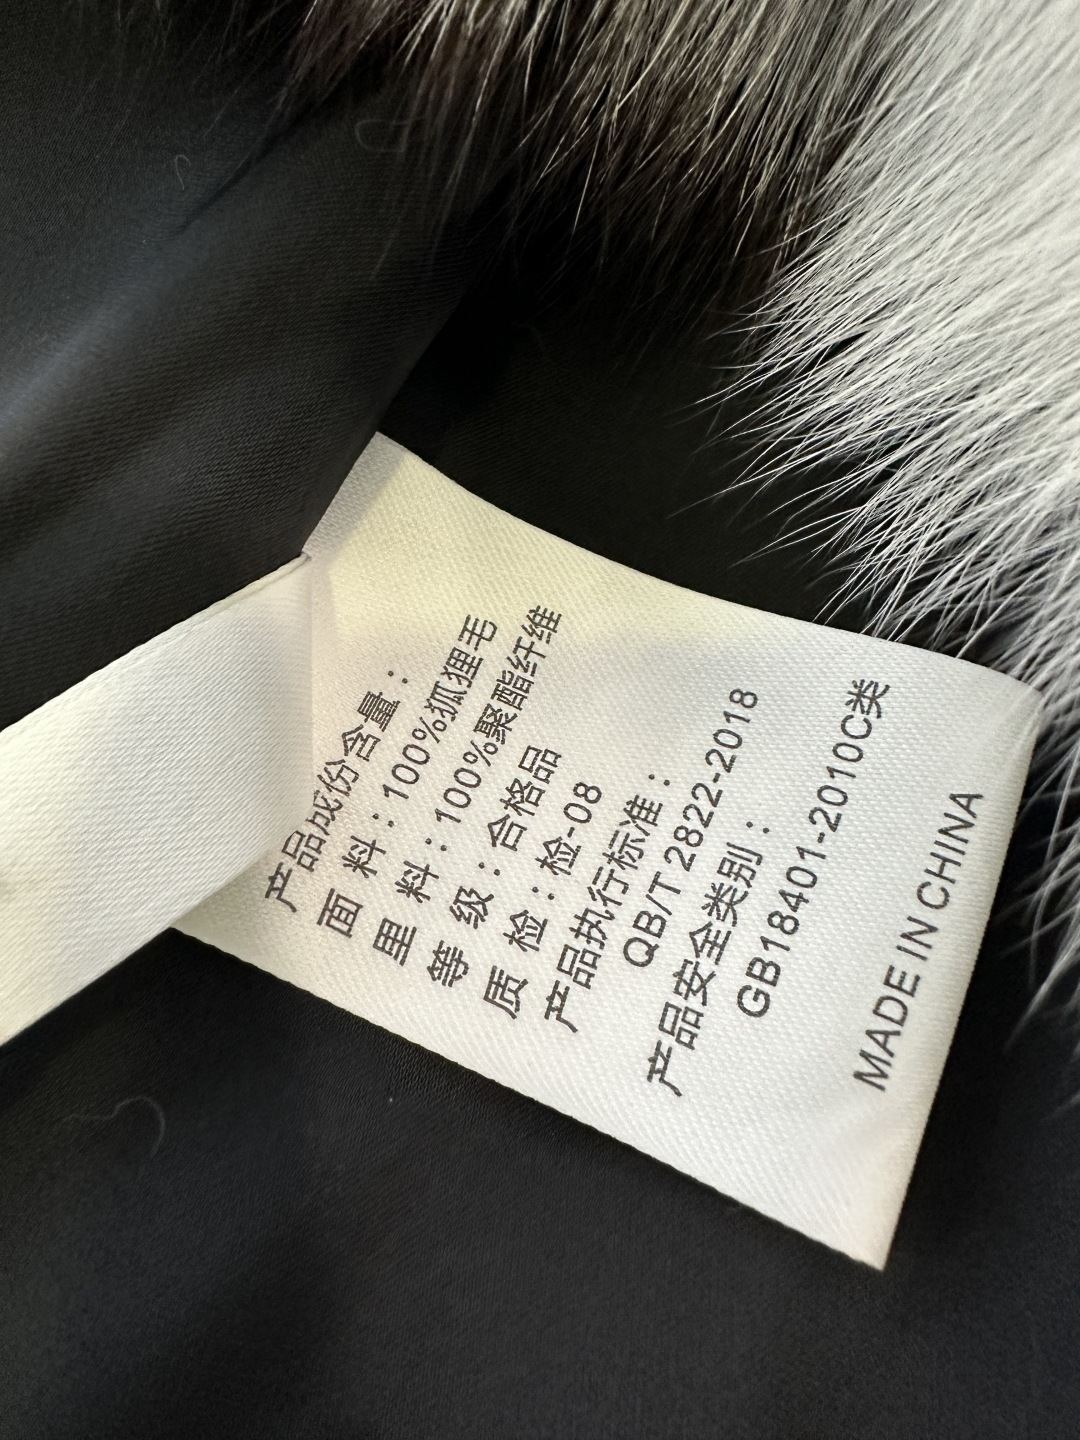 产品成份含量：
面 料：100%狐狸毛
里 料：100%聚酯纤维
等 级：合格品
质 检：检-08
产品执行标准：
QB/T 2822-2018
产品安全类别：
GB18401-2010C类
MADE IN CHINA